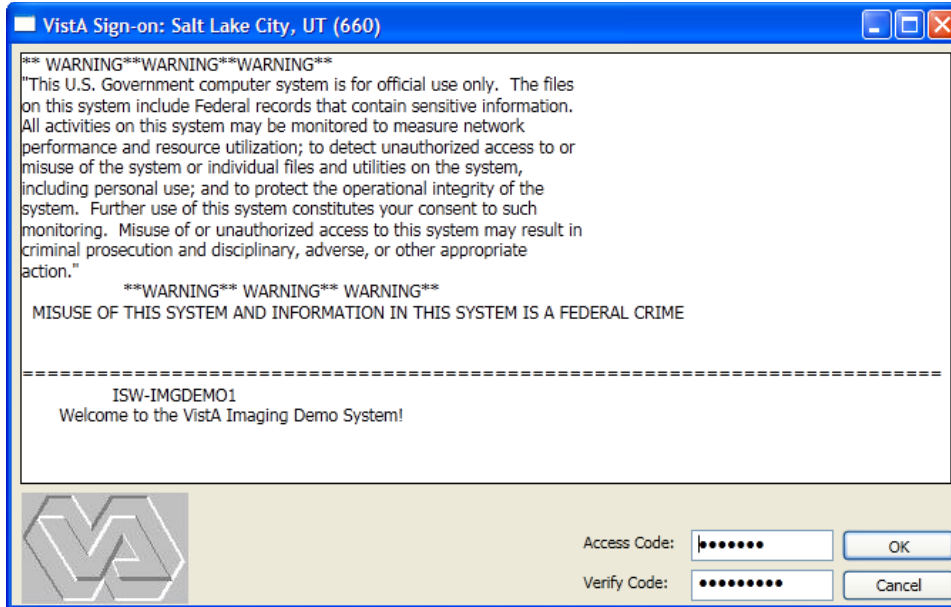 VistA Sign-on: Salt Lake City, UT (660)
** WARNING**WARNING**WARNING**
"This U.S. Government computer system is for official use only. The files
on this system include Federal records that contain sensitive information.
All activities on this system may be monitored to measure network
performance and resource utilization; to detect unauthorized access to or
misuse of the system or individual files and utilities on the system,
including personal use; and to protect the operational integrity of the
system. Further use of this system constitutes your consent to such
monitoring. Misuse of or unauthorized access to this system may result in
criminal prosecution and disciplinary, adverse, or other appropriate
action."
**WARNING** WARNING** WARNING**
MISUSE OF THIS SYSTEM AND INFORMATION IN THIS SYSTEM IS A FEDERAL CRIME
===========================================================================
ISW-IMGDEMO1
Welcome to the VistA Imaging Demo System!
VA
Access Code: ●●●●●●● OK
Verify Code: ●●●●●●●●● Cancel